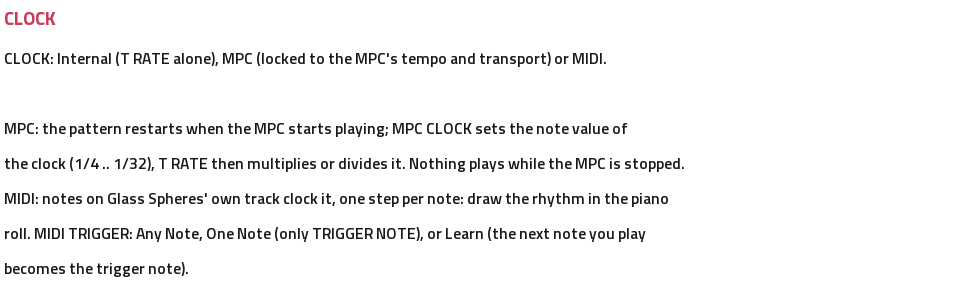 CLOCK
CLOCK: Internal (T RATE alone), MPC (locked to the MPC's tempo and transport) or MIDI.
MPC: the pattern restarts when the MPC starts playing; MPC CLOCK sets the note value of
the clock (1/4 .. 1/32), T RATE then multiplies or divides it. Nothing plays while the MPC is stopped.
MIDI: notes on Glass Spheres' own track clock it, one step per note: draw the rhythm in the piano
roll. MIDI TRIGGER: Any Note, One Note (only TRIGGER NOTE), or Learn (the next note you play
becomes the trigger note).